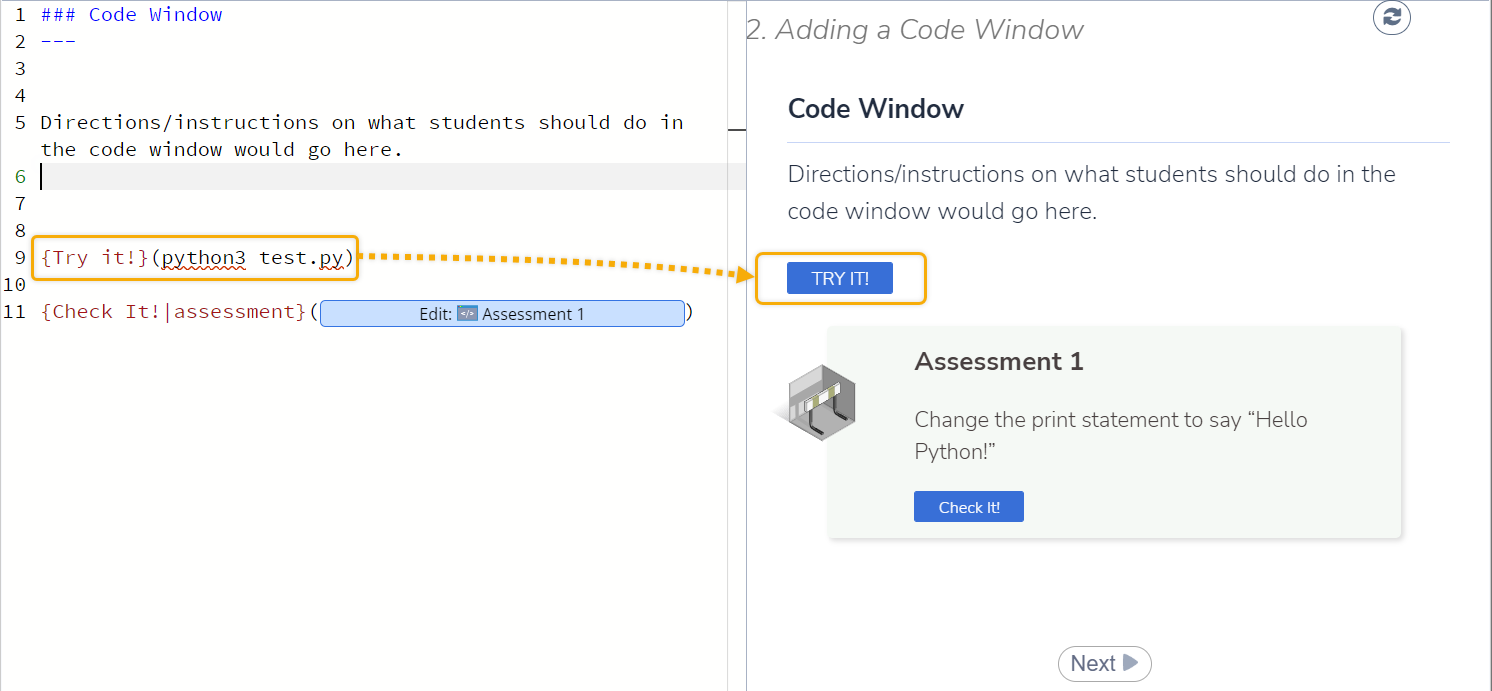 1 ### Code Window
2 ---
3
4
5 Directions/instructions on what students should do in
the code window would go here.
6
7
8
9 {Try it!}(python3 test.py)
10
11 {Check It!|assessment}( Edit: </> Assessment 1 )
2. Adding a Code Window
Code Window
Directions/instructions on what students should do in the
code window would go here.
TRY IT!
Assessment 1
Change the print statement to say “Hello
Python!”
Check It!
Next